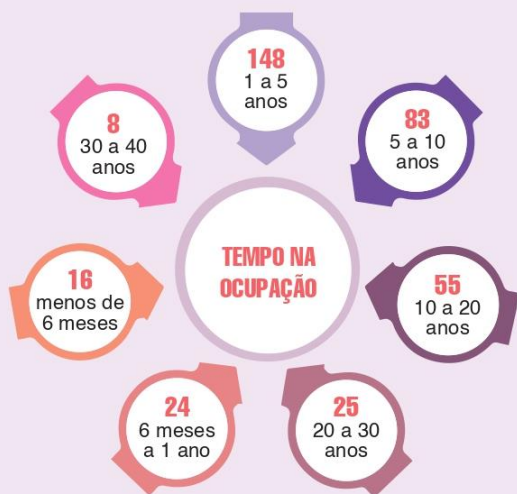 148
1 a 5
anos
83
5 a 10
anos
55
10 a 20
anos
25
20 a 30
anos
24
6 meses
a 1 ano
16
menos de
6 meses
8
30 a 40
anos
TEMPO NA
OCUPAÇÃO